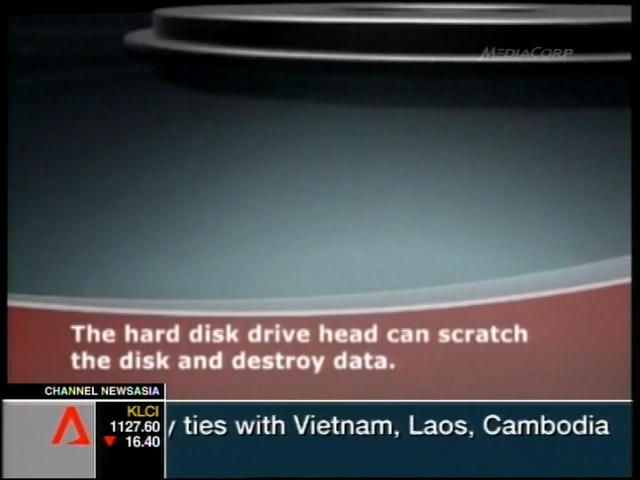 MEDIACORP
The hard disk drive head can scratch
the disk and destroy data.
CHANNEL NEWSASIA
KLCI
1127.60
▼ 16.40
ties with Vietnam, Laos, Cambodia